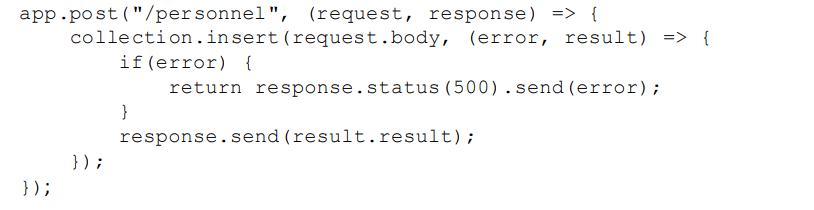 app.post("/personnel", (request, response) => {
    collection.insert(request.body, (error, result) => {
        if(error) {
            return response.status(500).send(error);
        }
        response.send(result.result);
    });
});